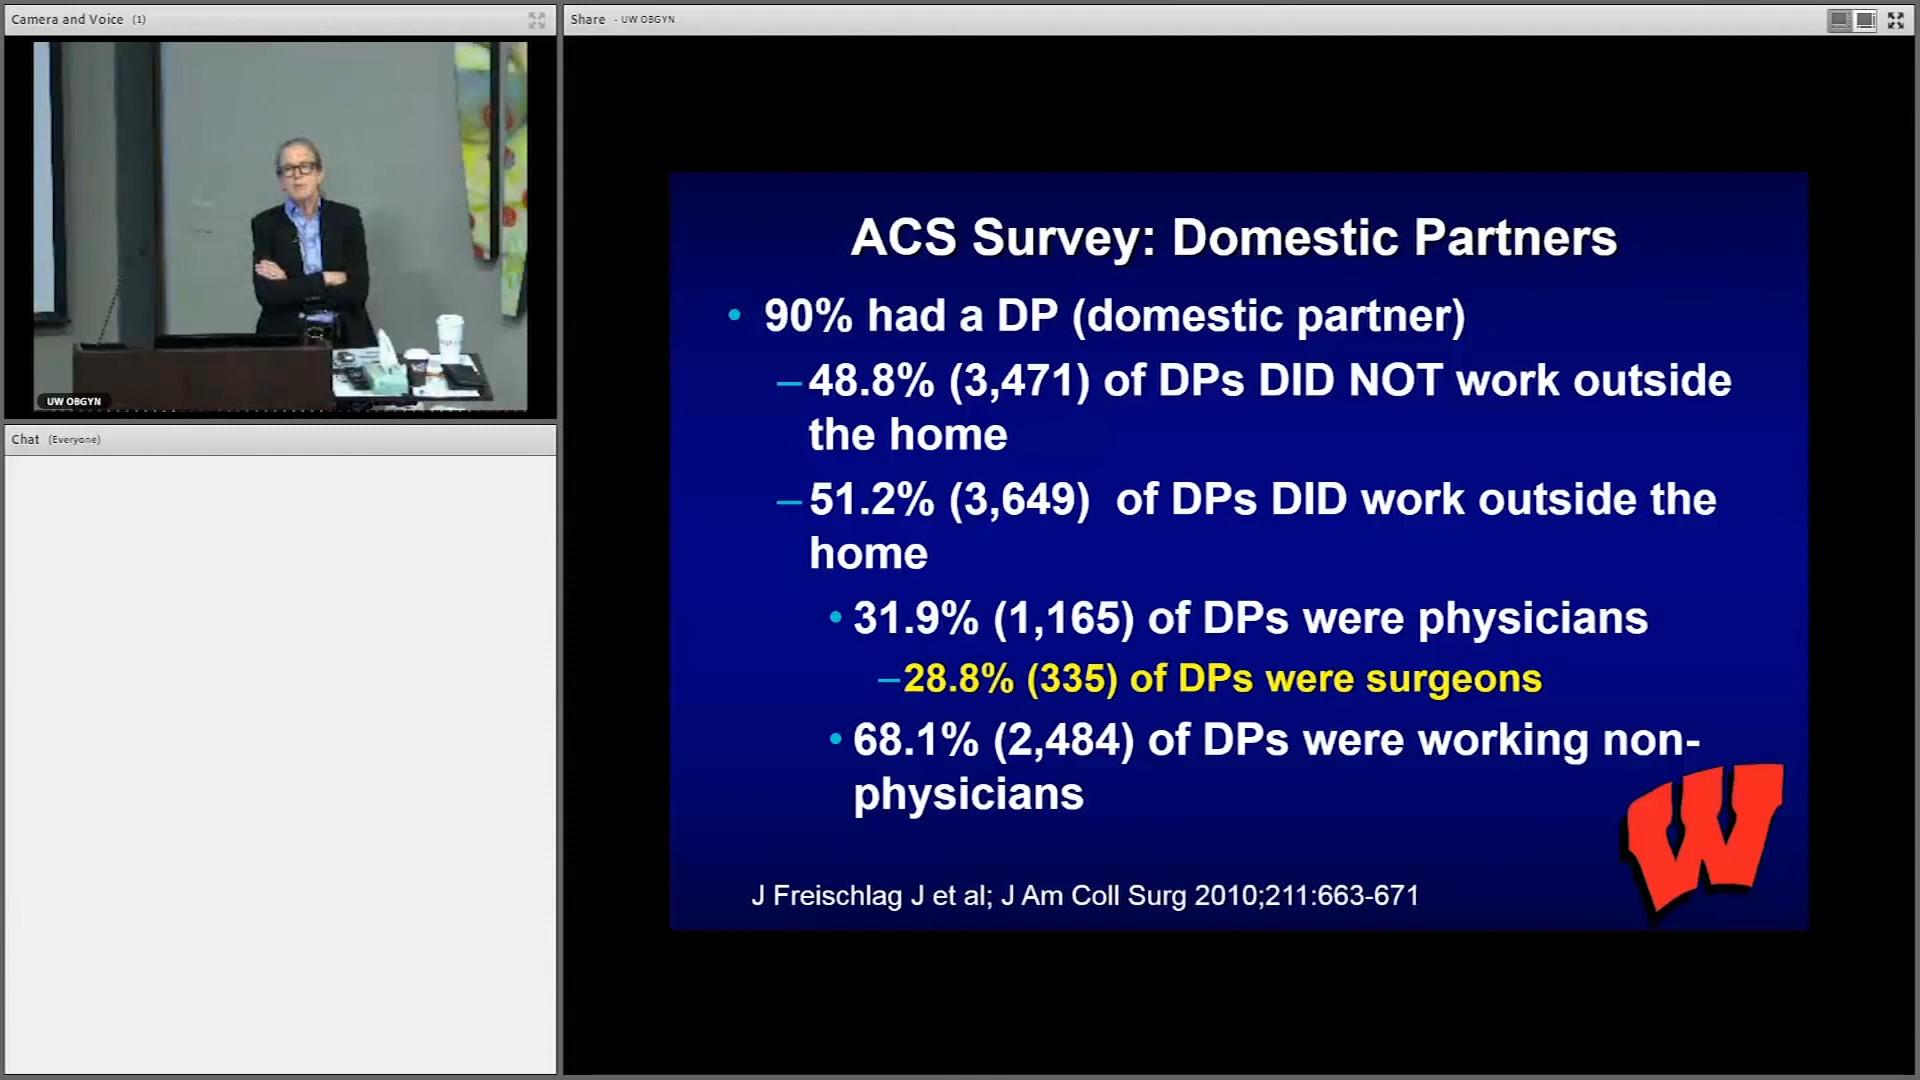 Camera and Voice (1)
UW OBGYN
Chat (Everyone)
Share - UW OBGYN
ACS Survey: Domestic Partners
• 90% had a DP (domestic partner)
–48.8% (3,471) of DPs DID NOT work outside
the home
–51.2% (3,649) of DPs DID work outside the
home
• 31.9% (1,165) of DPs were physicians
–28.8% (335) of DPs were surgeons
• 68.1% (2,484) of DPs were working non-
physicians
J Freischlag J et al; J Am Coll Surg 2010;211:663-671
W